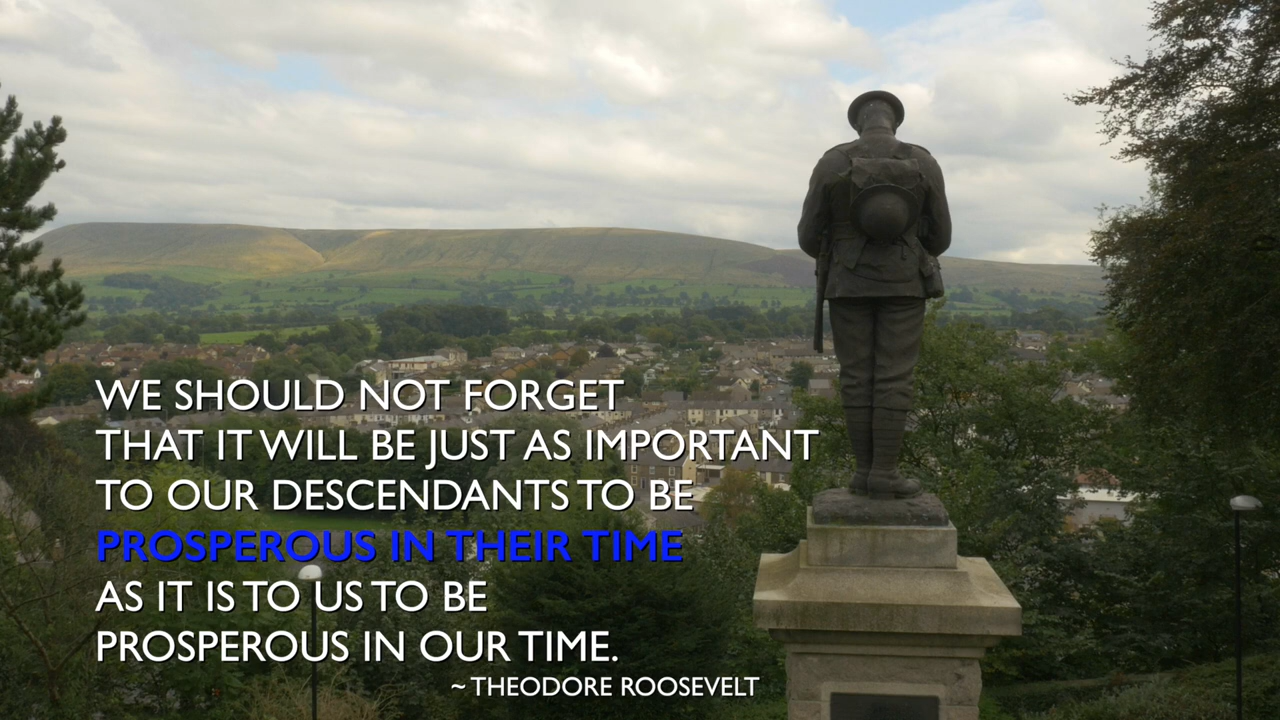 WE SHOULD NOT FORGET
THAT IT WILL BE JUST AS IMPORTANT
TO OUR DESCENDANTS TO BE
PROSPEROUS IN THEIR TIME
AS IT IS TO US TO BE
PROSPEROUS IN OUR TIME.
~ THEODORE ROOSEVELT